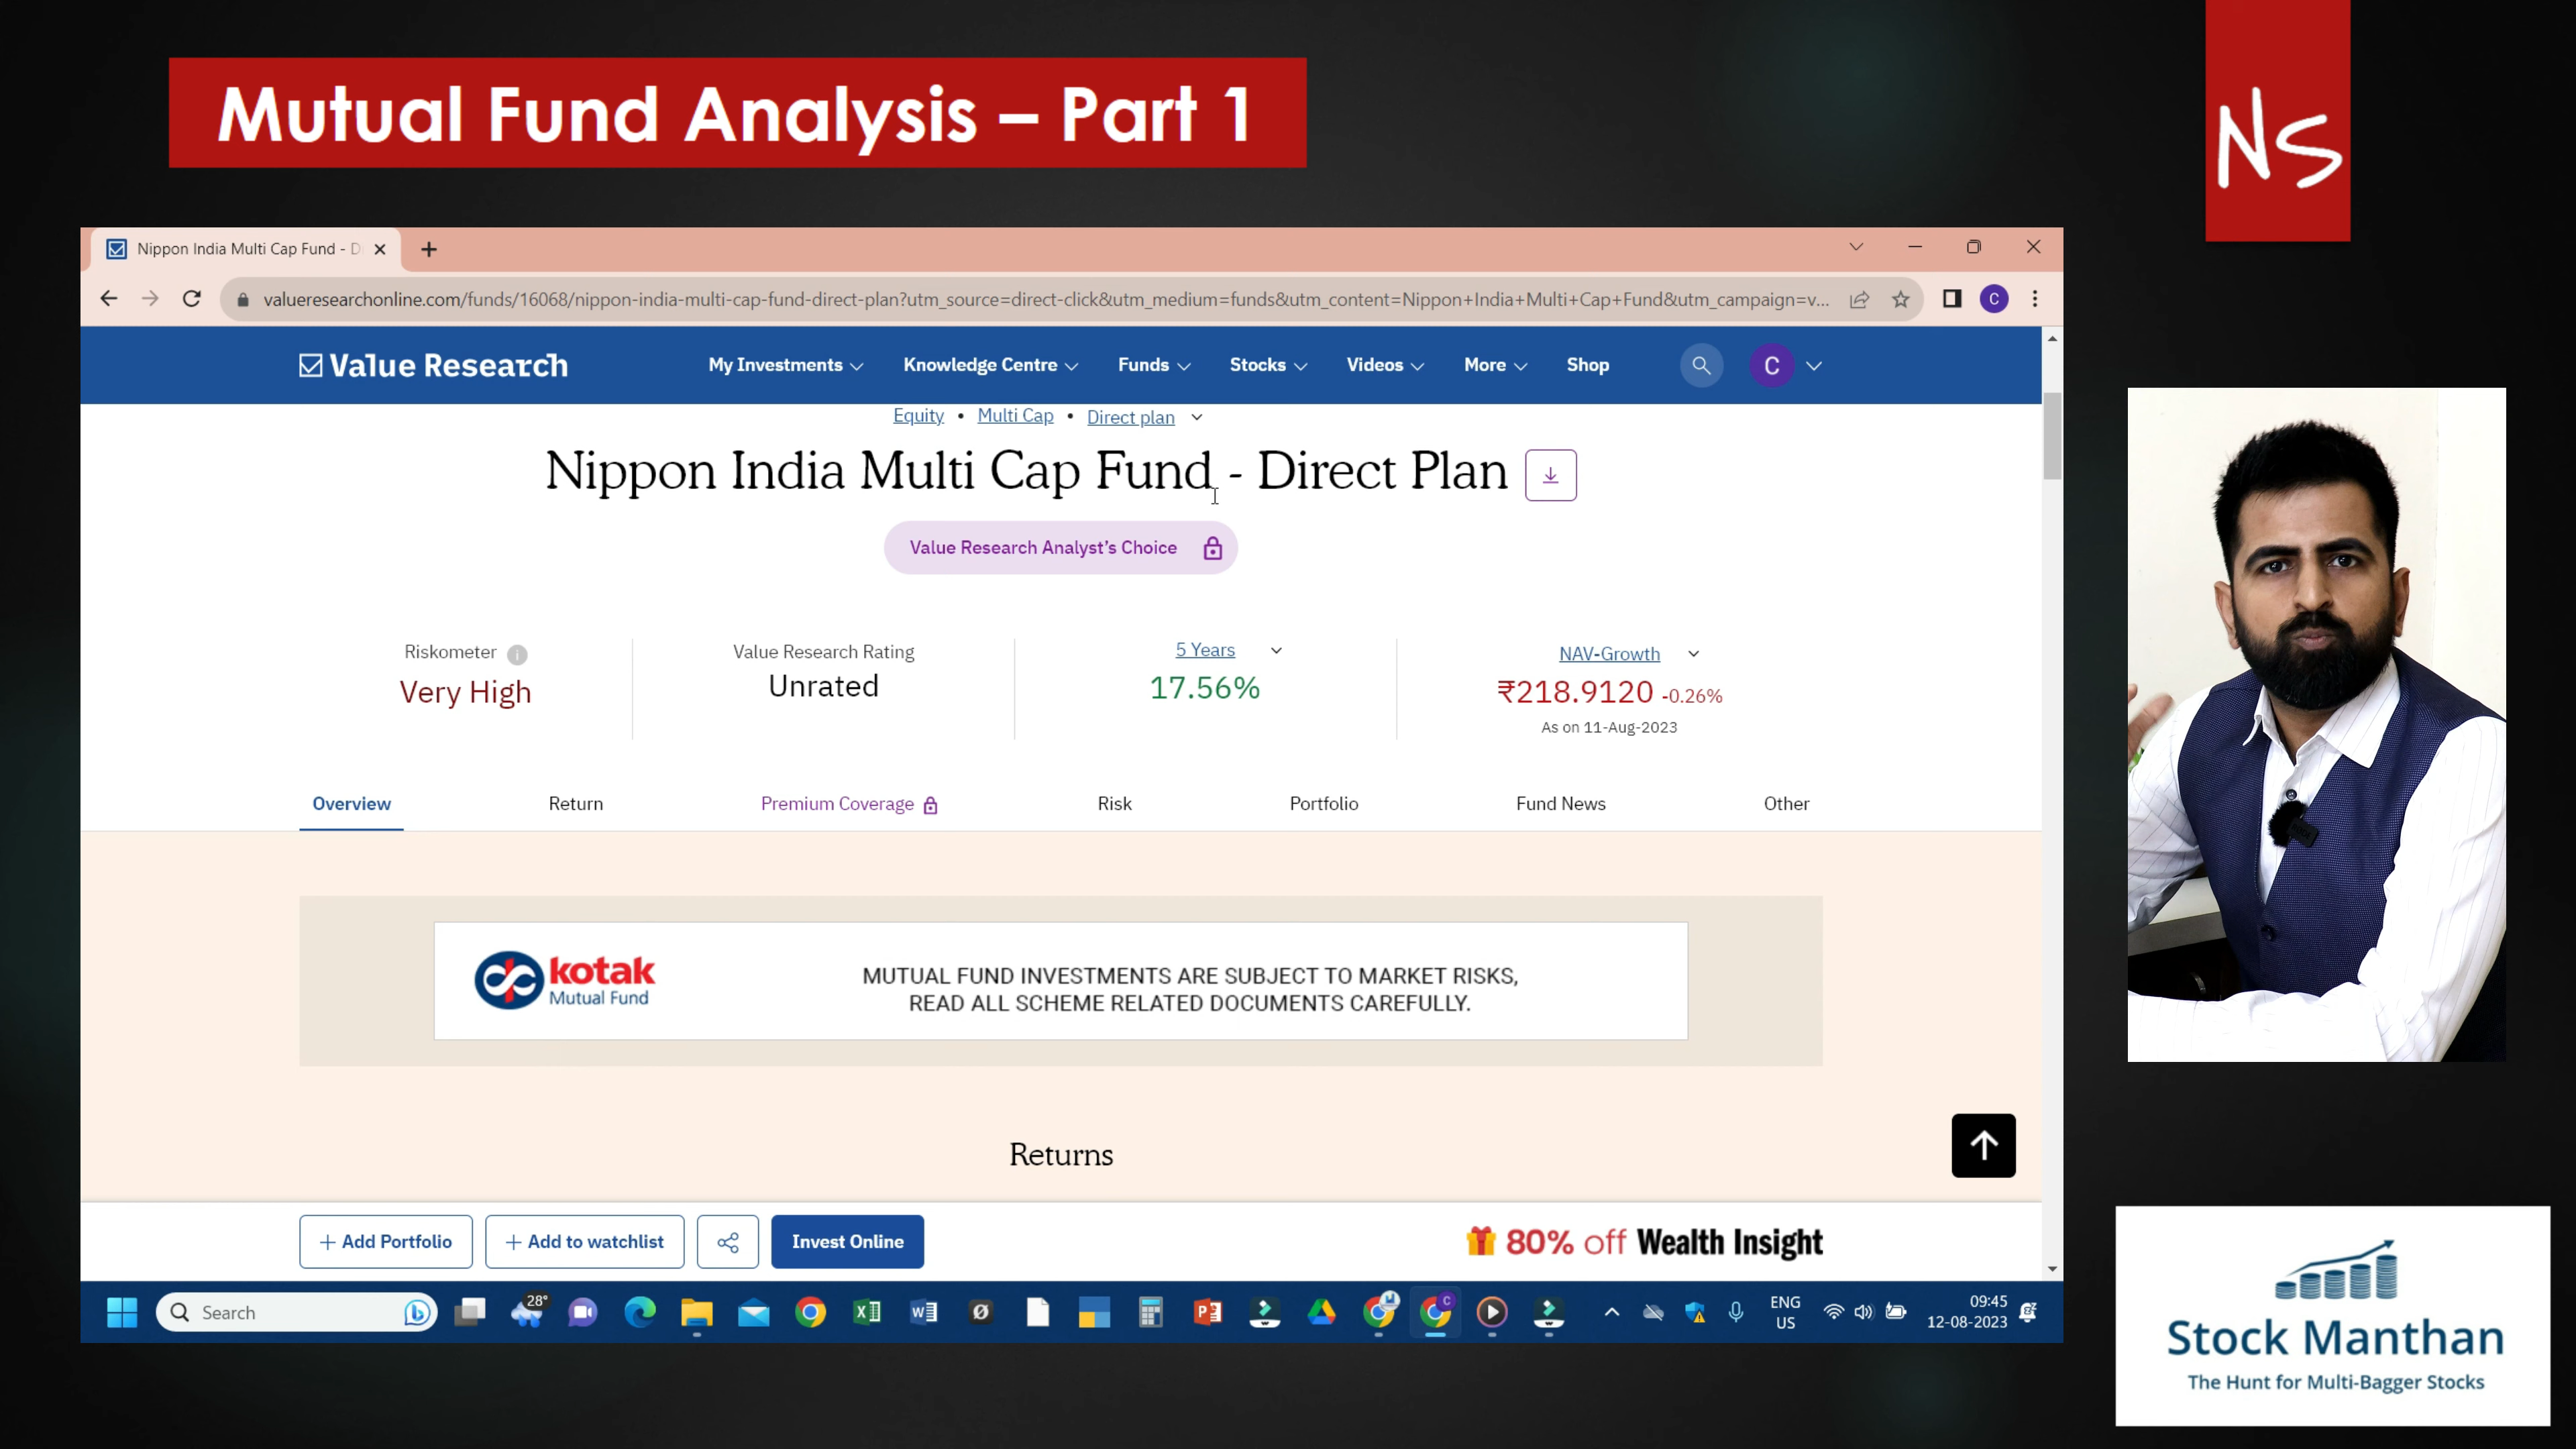 Mutual Fund Analysis – Part 1
NS
Nippon India Multi Cap Fund - D
valueresearchonline.com/funds/16068/nippon-india-multi-cap-fund-direct-plan?utm_source=direct-click&utm_medium=funds&utm_content=Nippon+India+Multi+Cap+Fund&utm_campaign=v...
C
Value Research
My Investments
Knowledge Centre
Funds
Stocks
Videos
More
Shop
C
Equity • Multi Cap • Direct plan
Nippon India Multi Cap Fund - Direct Plan
Value Research Analyst's Choice
Riskometer
Very High
Value Research Rating
Unrated
5 Years
17.56%
NAV-Growth
₹218.9120 -0.26%
As on 11-Aug-2023
Overview
Return
Premium Coverage
Risk
Portfolio
Fund News
Other
kotak
Mutual Fund
MUTUAL FUND INVESTMENTS ARE SUBJECT TO MARKET RISKS,
READ ALL SCHEME RELATED DOCUMENTS CAREFULLY.
Returns
+ Add Portfolio
+ Add to watchlist
Invest Online
80% off Wealth Insight
Search
28°
C
ENG
US
09:45
12-08-2023
Stock Manthan
The Hunt for Multi-Bagger Stocks